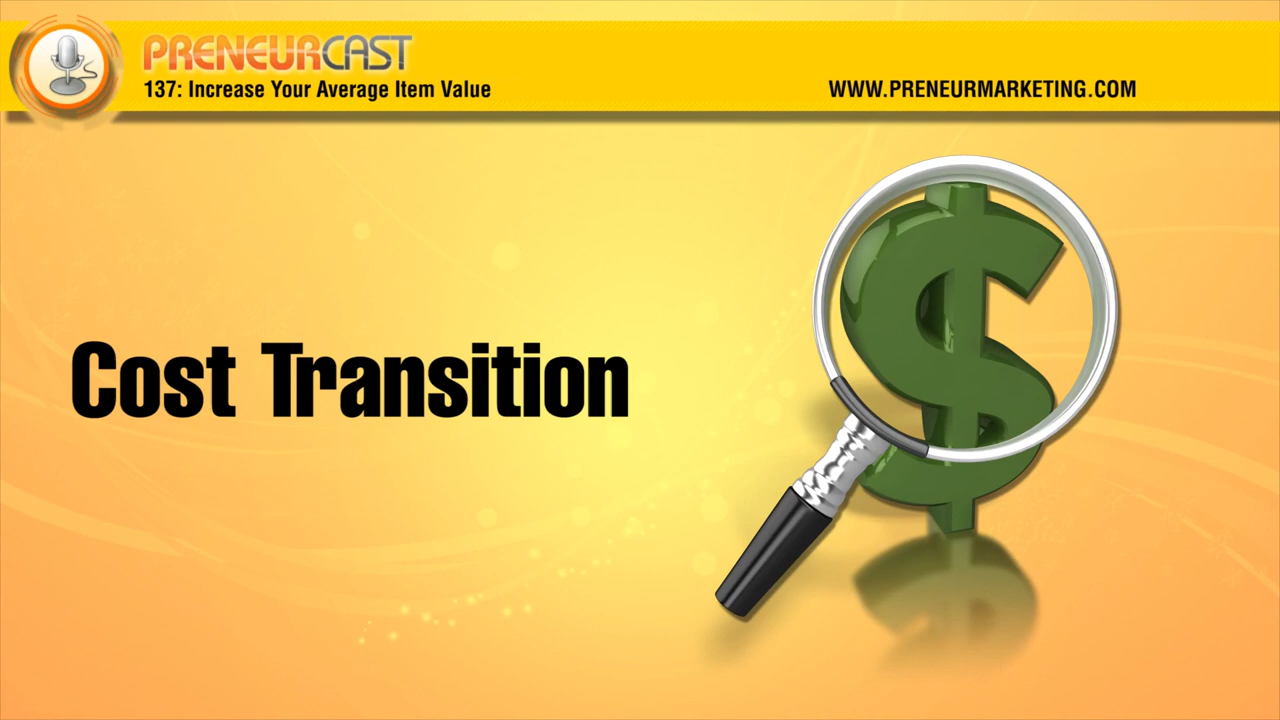 PRENEURCAST
137: Increase Your Average Item Value
WWW.PRENEURMARKETING.COM
Cost Transition
$